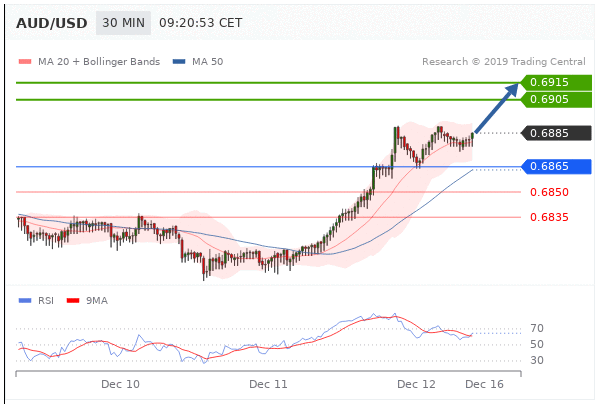 AUD/USD 30 MIN 09:20:53 CET
MA 20 + Bollinger Bands MA 50 Research © 2019 Trading Central
0.6915
0.6905
0.6885
0.6865
0.6850
0.6835
RSI 9MA
70
50
30
Dec 10 Dec 11 Dec 12 Dec 16